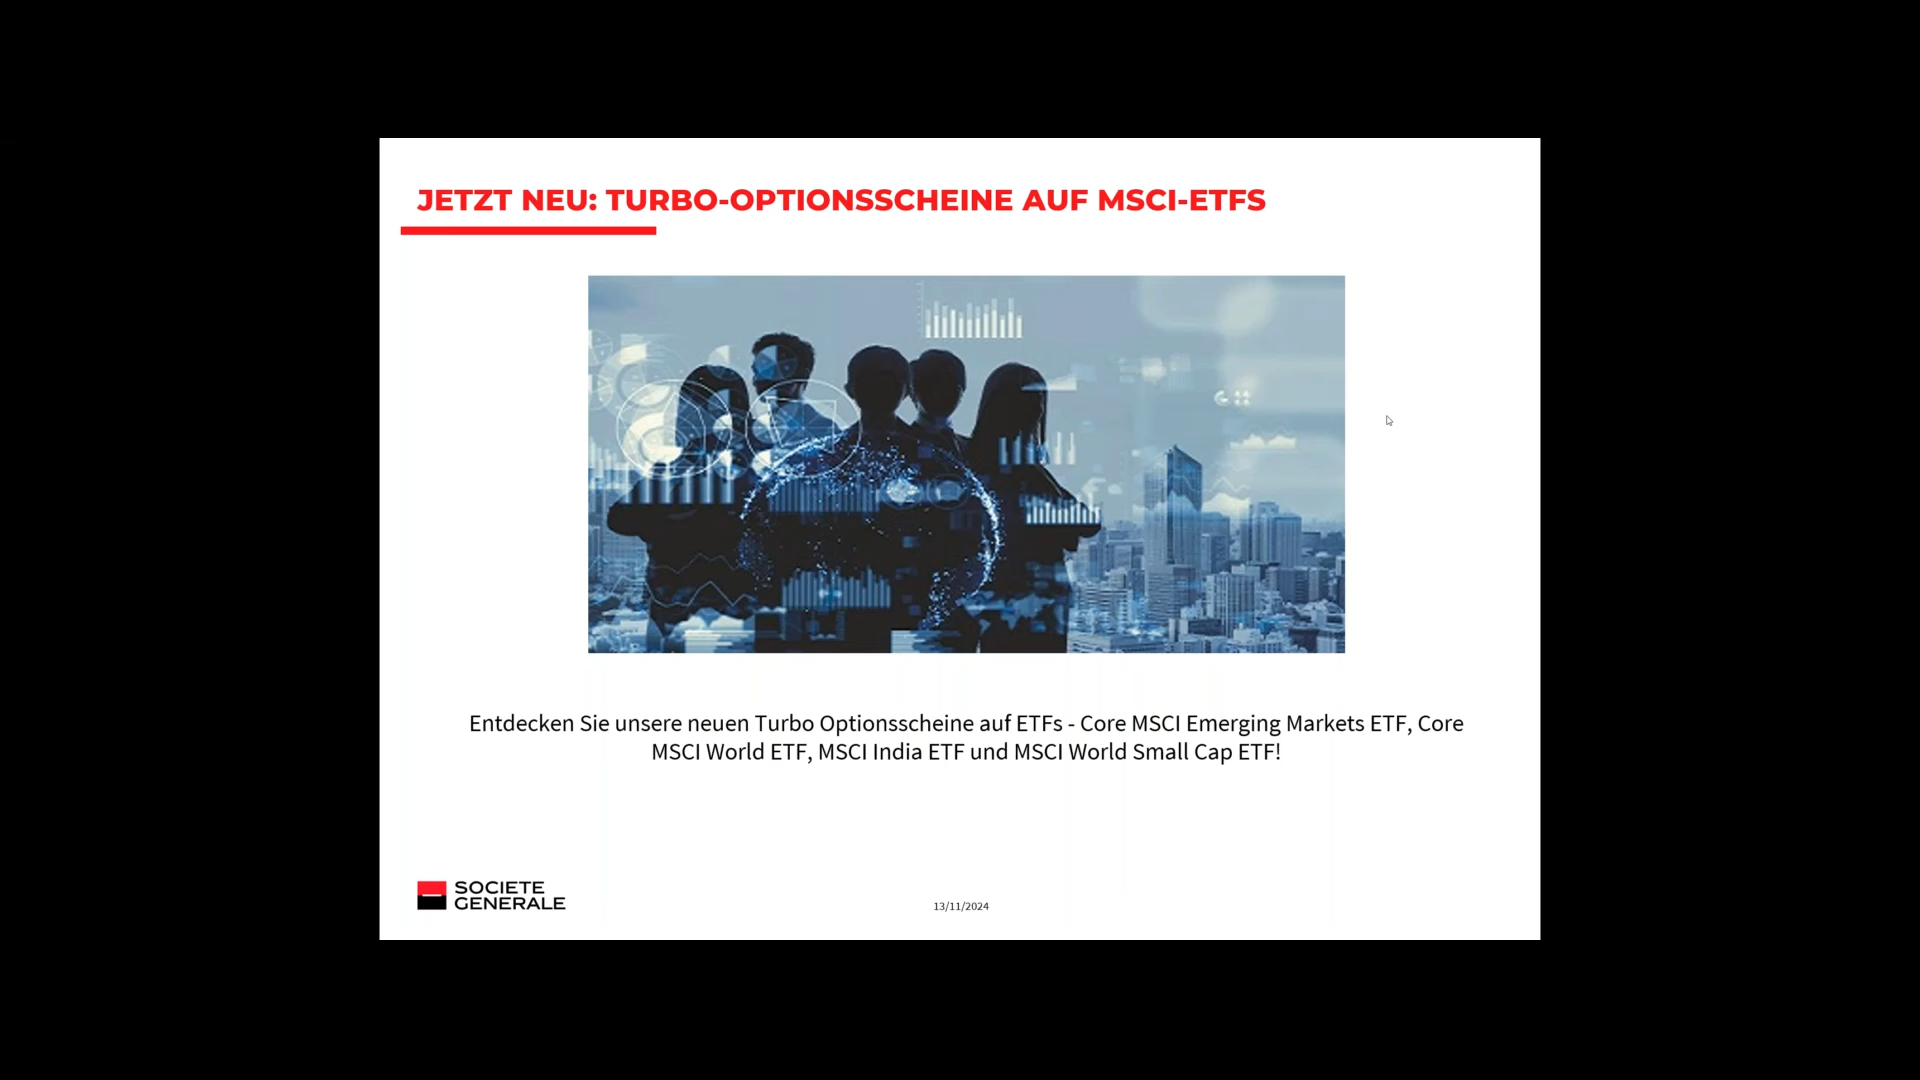 JETZT NEU: TURBO-OPTIONSSCHEINE AUF MSCI-ETFS
Entdecken Sie unsere neuen Turbo Optionsscheine auf ETFs - Core MSCI Emerging Markets ETF, Core
MSCI World ETF, MSCI India ETF und MSCI World Small Cap ETF!
SOCIETE
GENERALE
13/11/2024